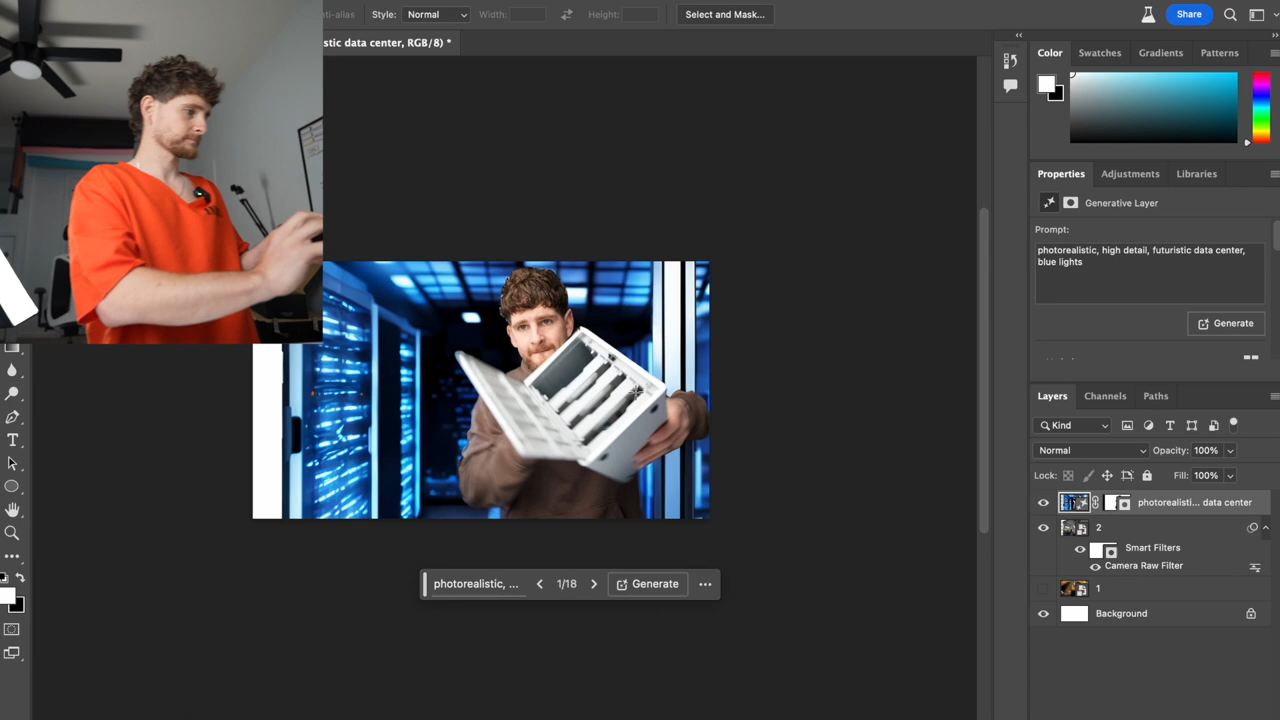 nti-alias
Style:
Normal
Width:
Height:
Select and Mask...
Share
stic data center, RGB/8) *
Color
Swatches
Gradients
Patterns
Properties
Adjustments
Libraries
Generative Layer
Prompt:
photorealistic, high detail, futuristic data center,
blue lights
Generate
Layers
Channels
Paths
Kind
Normal
Opacity: 100%
Lock:
Fill: 100%
photorealisti... data center
2
Smart Filters
Camera Raw Filter
photorealistic, ...
1/18
Generate
1
Background